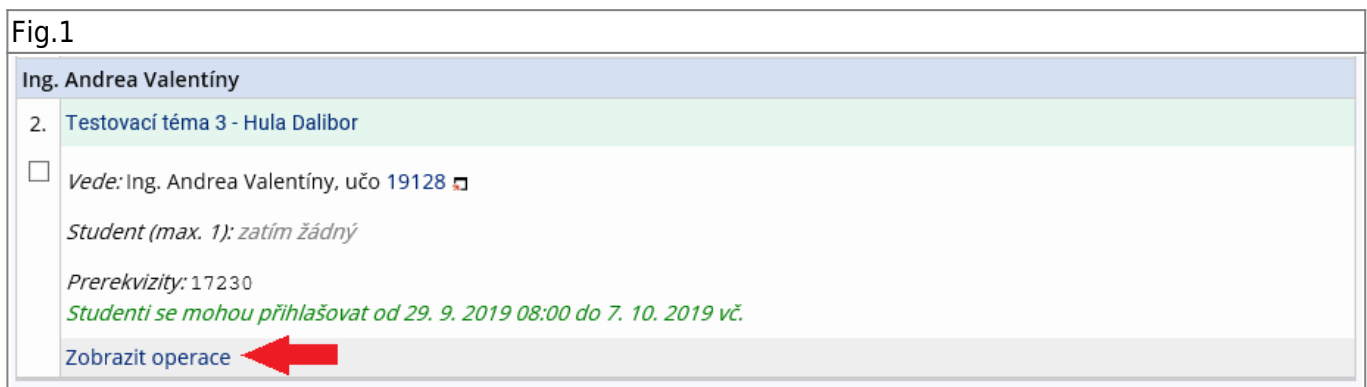 Fig.1
Ing. Andrea Valentíny
2. Testovací téma 3 - Hula Dalibor
Vede: Ing. Andrea Valentíny, učo 19128
Student (max. 1): zatím žádný
Prerekvizity: 17230
Studenti se mohou přihlašovat od 29. 9. 2019 08:00 do 7. 10. 2019 vč.
Zobrazit operace